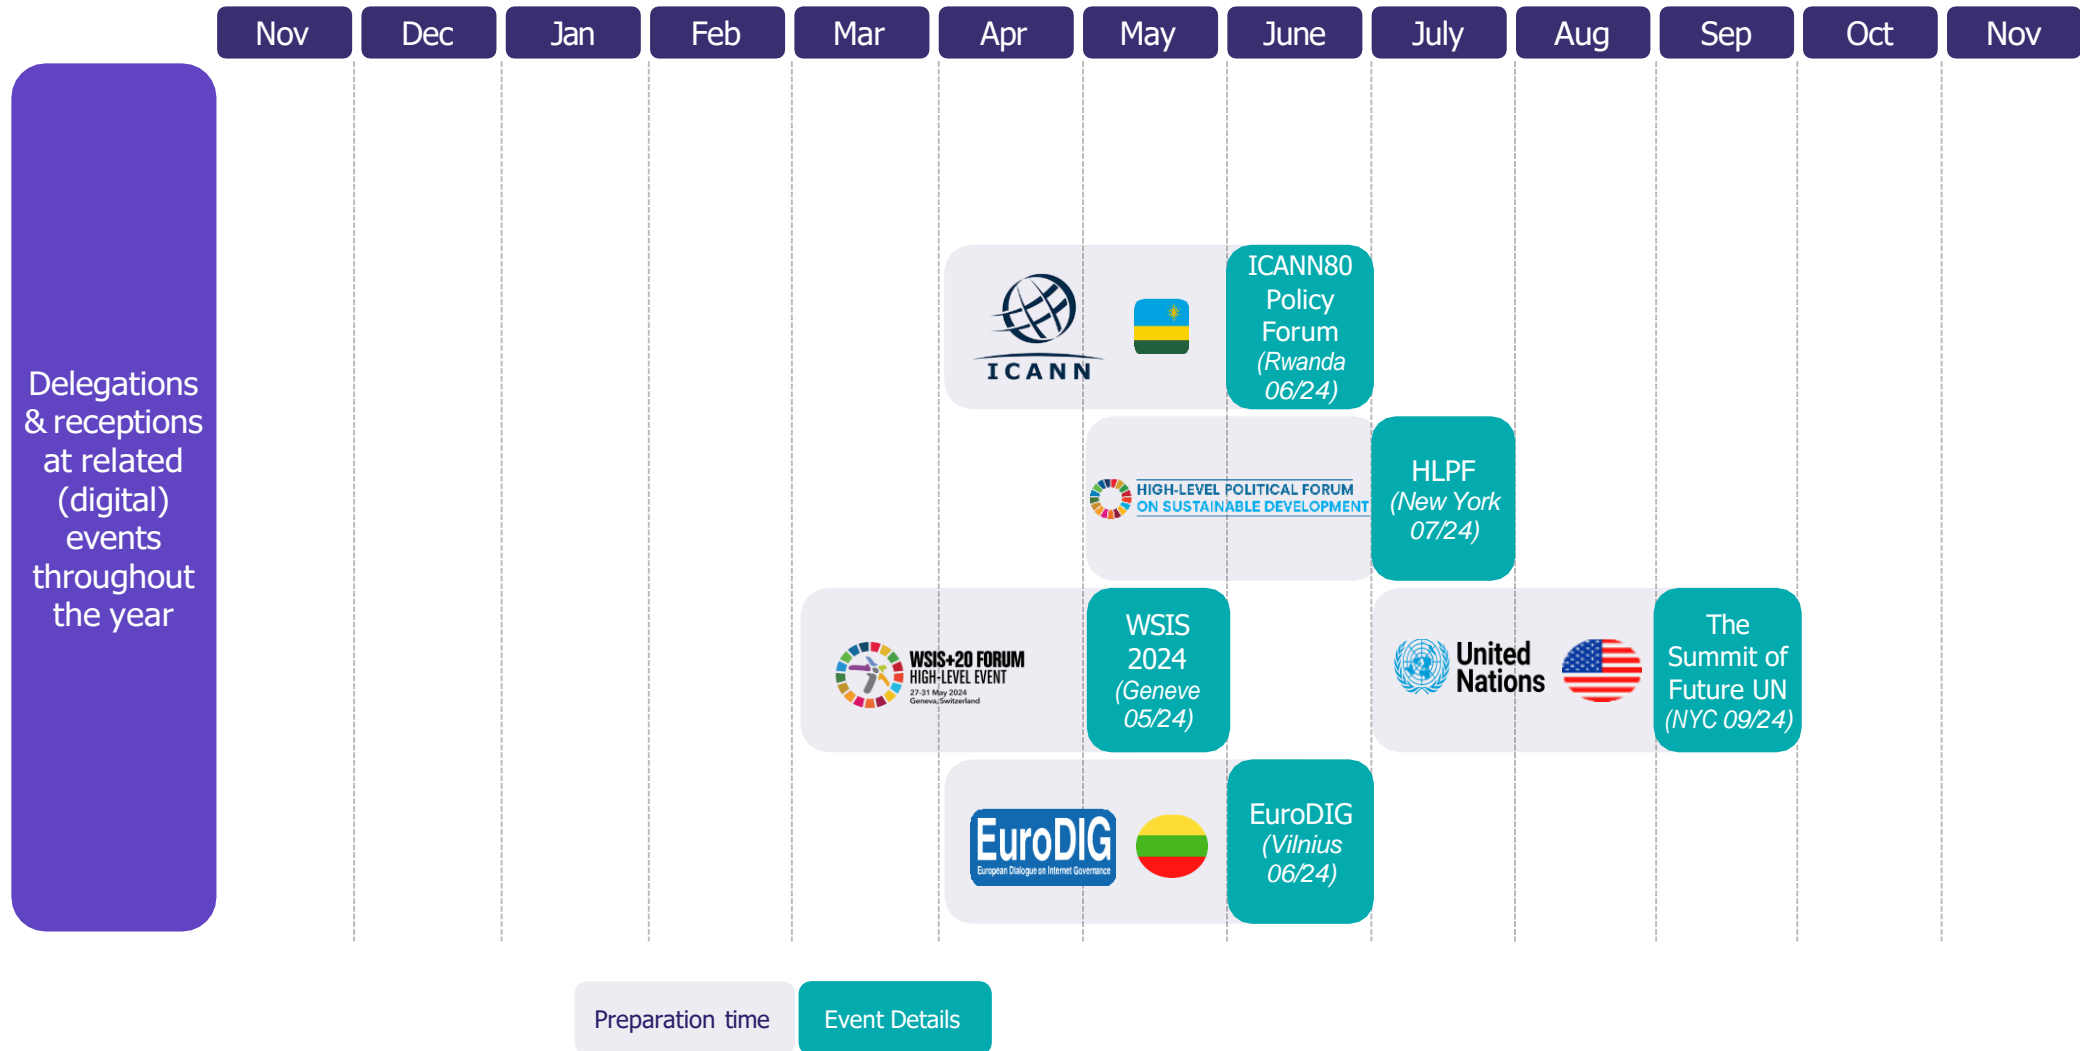 Nov Dec Jan Feb Mar Apr May June July Aug Sep Oct Nov
Delegations
& receptions
at related
(digital)
events
throughout
the year
ICANN
ICANN80
Policy
Forum
(Rwanda
06/24)
HIGH-LEVEL POLITICAL FORUM
ON SUSTAINABLE DEVELOPMENT
HLPF
(New York
07/24)
WSIS+20 FORUM
HIGH-LEVEL EVENT
27-31 May 2024
Geneva, Switzerland
WSIS
2024
(Geneve
05/24)
United
Nations
The
Summit of
Future UN
(NYC 09/24)
EuroDIG
European Dialogue on Internet Governance
EuroDIG
(Vilnius
06/24)
Preparation time
Event Details